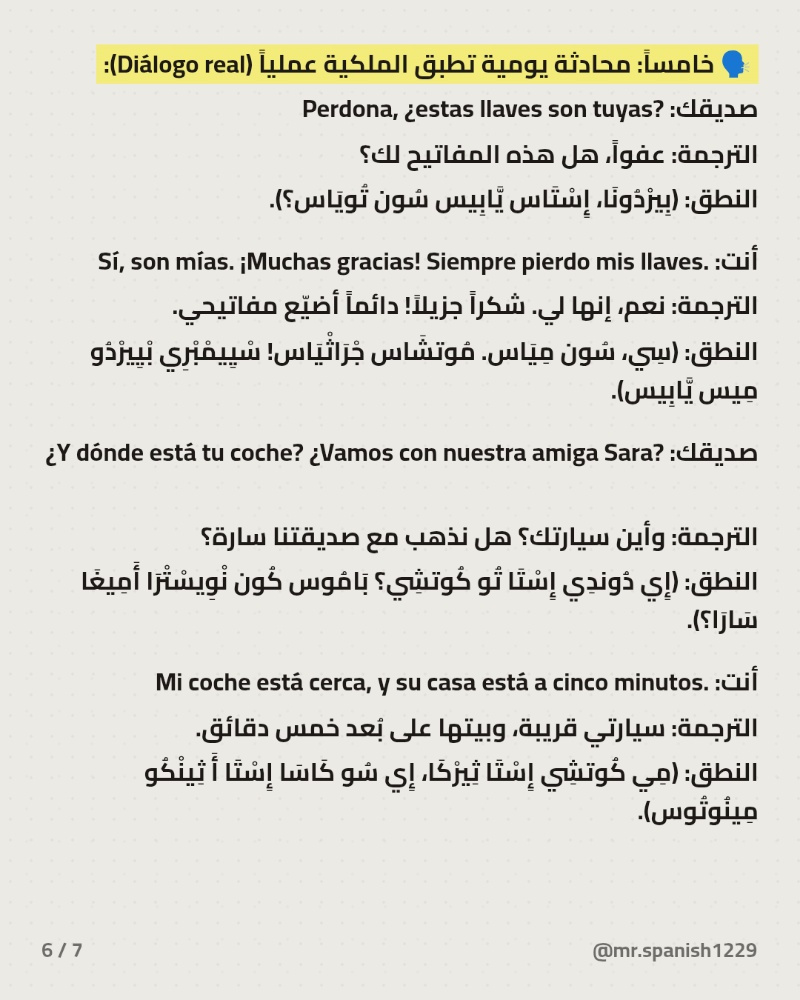 🗣️ خامساً: محادثة يومية تطبق الملكية عملياً (Diálogo real):
صديقك: Perdona, ¿estas llaves son tuyas?
الترجمة: عفواً، هل هذه المفاتيح لك؟
النطق: (بِيرْدُونَا، إِسْتَاس يَّابِيس سُون تُويَاس؟).
أنت: Sí, son mías. ¡Muchas gracias! Siempre pierdo mis llaves.
الترجمة: نعم، إنها لي. شكراً جزيلاً! دائماً أضيّع مفاتيحي.
النطق: (سِي، سُون مِيَاس. مُوتشَاس جْرَاثْيَاس! سْيِيمْبْرِي بْيِيرْدُو
مِيس يَّابِيس).
صديقك: ¿Y dónde está tu coche? ¿Vamos con nuestra amiga Sara?
الترجمة: وأين سيارتك؟ هل نذهب مع صديقتنا سارة؟
النطق: (إِي دُوندِي إِسْتَا تُو كُوتشِي؟ بَامُوس كُون نْوِيسْتْرَا أَمِيغَا
سَارَا؟).
أنت: Mi coche está cerca, y su casa está a cinco minutos.
الترجمة: سيارتي قريبة، وبيتها على بُعد خمس دقائق.
النطق: (مِي كُوتشِي إِسْتَا ثِيرْكَا، إِي سُو كَاسَا إِسْتَا أَ ثِينْكُو
مِينُوتُوس).
6 / 7
@mr.spanish1229